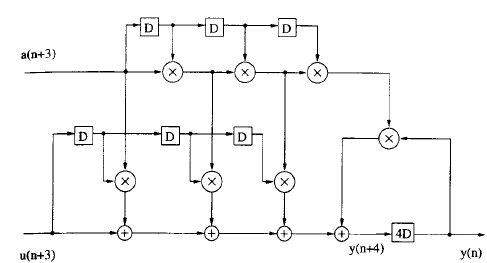 D D D
a(n+3)
× × ×
×
D D D
× × ×
+ + + + 4D
u(n+3) y(n+4) y(n)